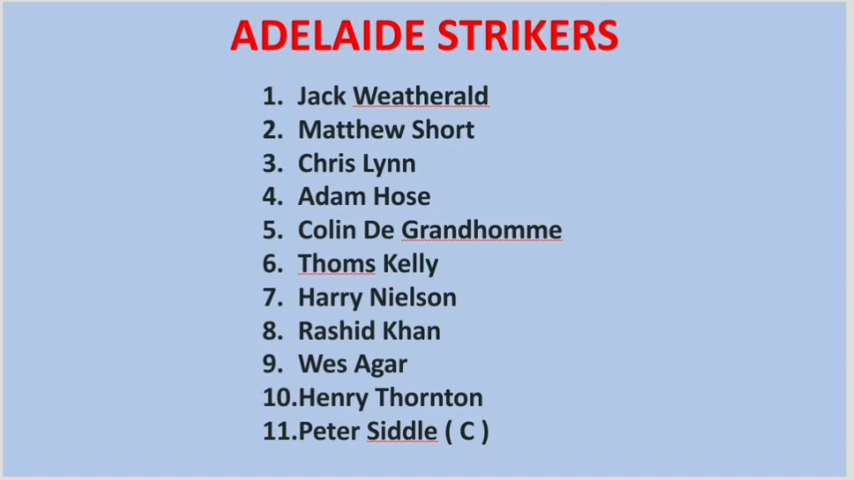 ADELAIDE STRIKERS
1. Jack Weatherald
2. Matthew Short
3. Chris Lynn
4. Adam Hose
5. Colin De Grandhomme
6. Thoms Kelly
7. Harry Nielson
8. Rashid Khan
9. Wes Agar
10.Henry Thornton
11.Peter Siddle ( C )